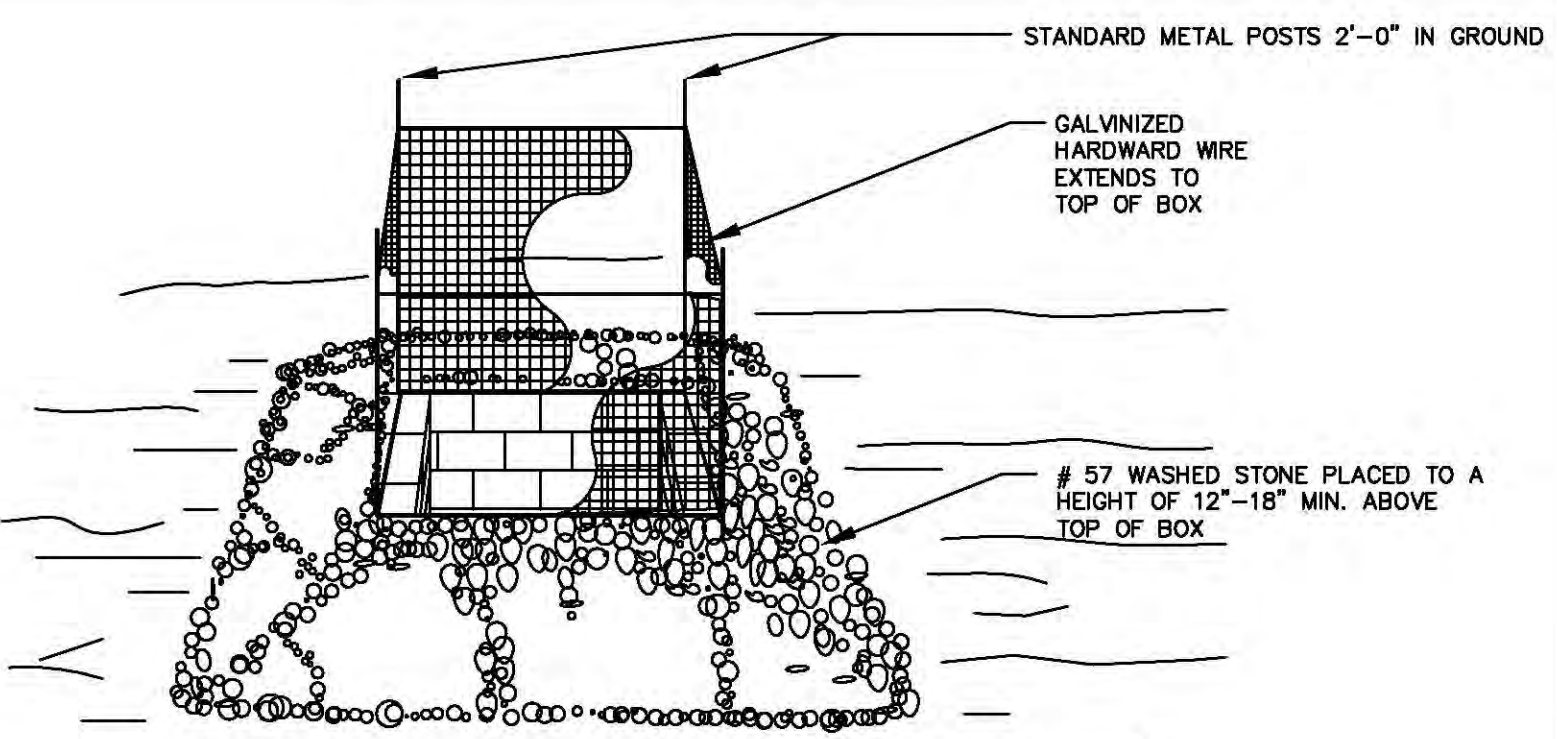 STANDARD METAL POSTS 2'-0" IN GROUND
GALVINIZED
HARDWARD WIRE
EXTENDS TO
TOP OF BOX
# 57 WASHED STONE PLACED TO A
HEIGHT OF 12"-18" MIN. ABOVE
TOP OF BOX